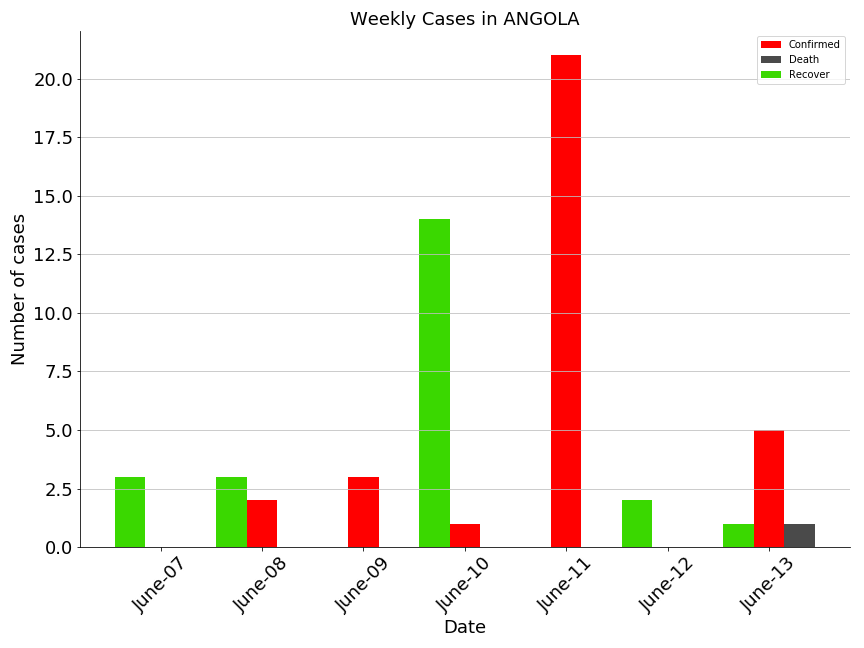 Weekly Cases in ANGOLA
Confirmed
Death
Recover
Number of cases
20.0
17.5
15.0
12.5
10.0
7.5
5.0
2.5
0.0
June-07
June-08
June-09
June-10
June-11
June-12
June-13
Date